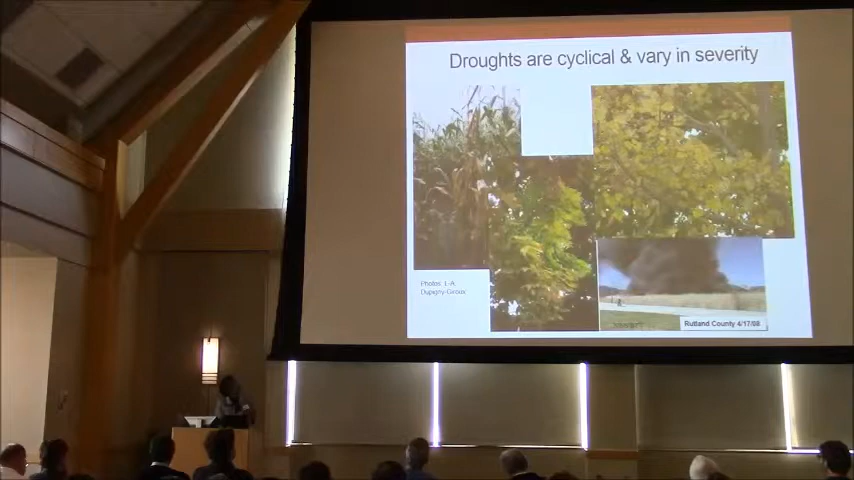 Droughts are cyclical & vary in severity
Photos: L-A.
Dupigny-Giroux
Rutland County 4/17/08